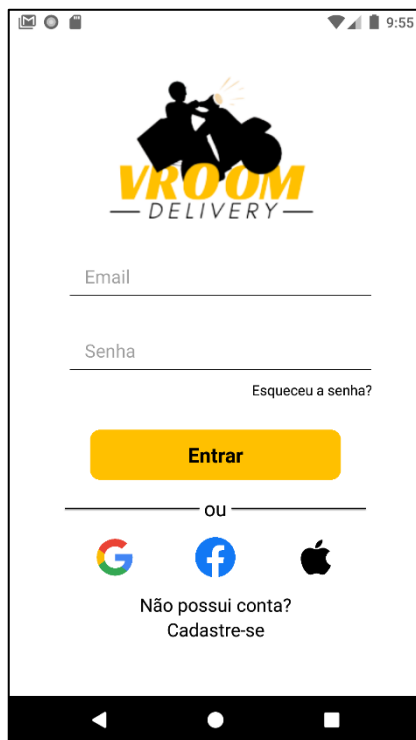 9:55
VROOM
DELIVERY
Email
Senha
Esqueceu a senha?
Entrar
ou
Não possui conta?
Cadastre-se